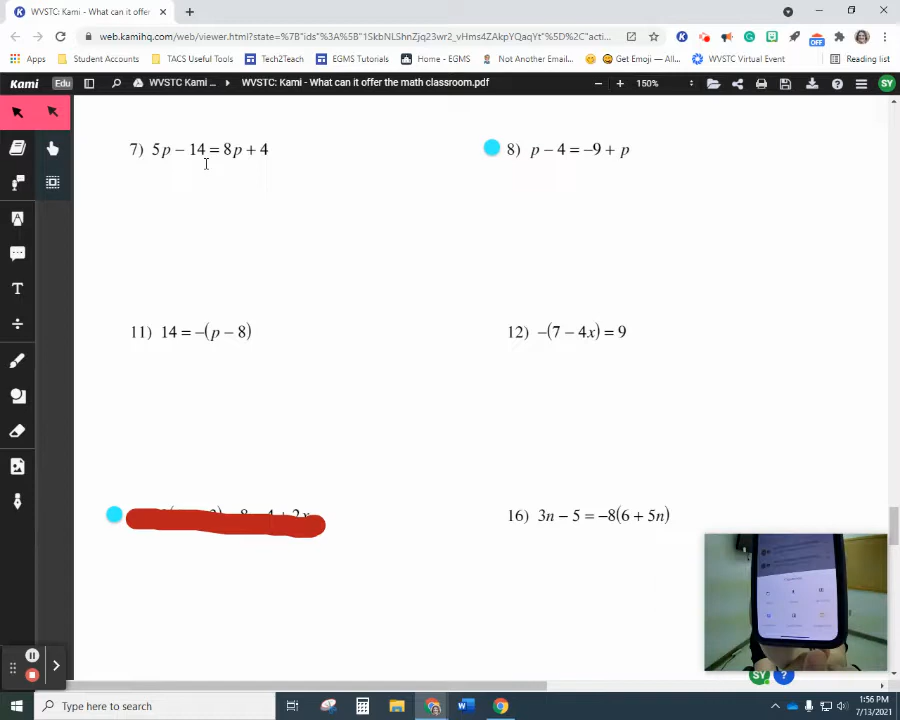 WVSTC: Kami - What can it offer th
web.kamihq.com/web/viewer.html?state=%7B"ids"%3A%5B"1SkbNLShnZjq23wr2_vHms4ZAkpYQaqYt"%5D%2C"acti...
OFF
Apps
TACS Useful Tools
Tech2Teach
EGMS Tutorials
Home - EGMS
Not Another Email...
Get Emoji — All...
WVSTC Virtual Event
Reading list
Kami
Edu
WVSTC Kami ...
WVSTC: Kami - What can it offer the math classroom.pdf
150%
SY
7) 5p − 14 = 8p + 4
8) p − 4 = −9 + p
11) 14 = −(p − 8)
12) −(7 − 4x) = 9
16) 3n − 5 = −8(6 + 5n)
SY
?
Type here to search
1:56 PM
7/13/2021